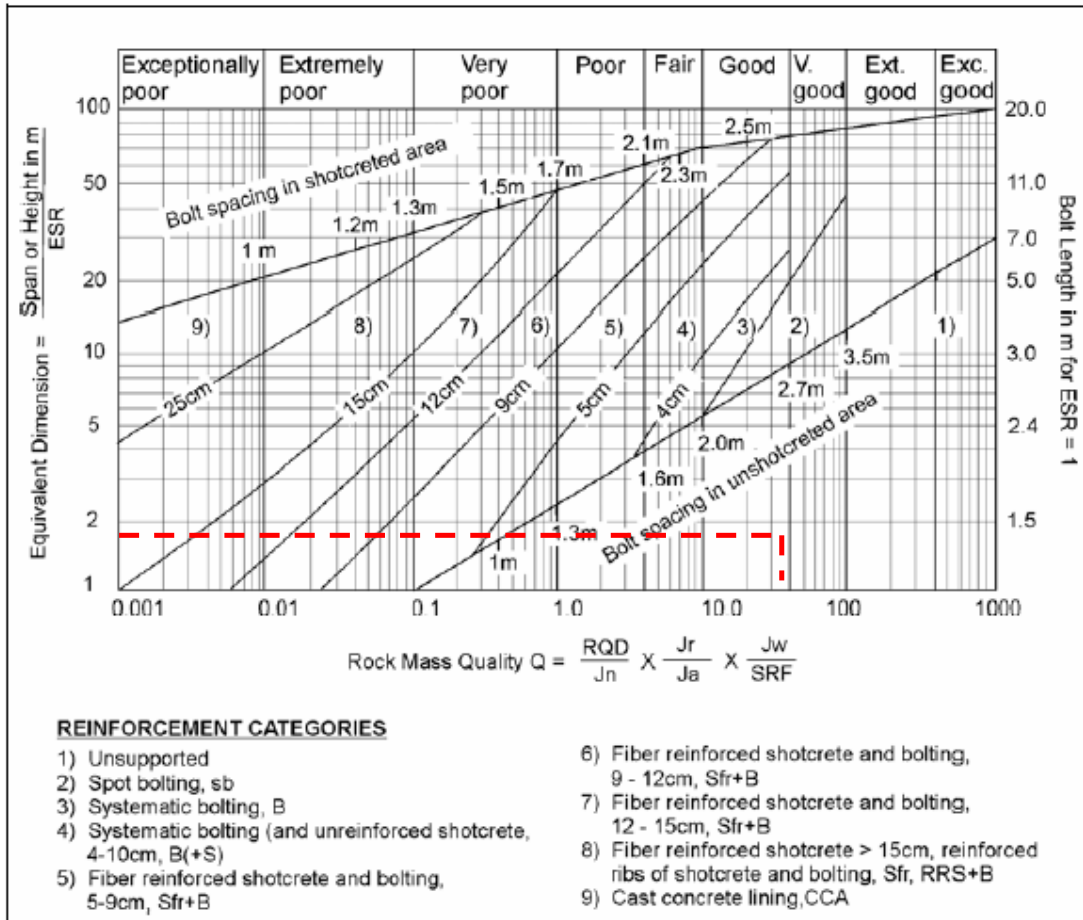 Exceptionally poor
Extremely poor
Very poor
Poor
Fair
Good
V. good
Ext. good
Exc. good
100
50
20
10
5
2
1
Equivalent Dimension = Span or Height in m
ESR
20.0
11.0
7.0
5.0
3.0
2.4
1.5
Bolt Length in m for ESR = 1
Bolt spacing in shotcreted area
1 m
1.2m
1.3m
1.5m
1.7m
2.1m
2.3m
2.5m
9)
8)
7)
6)
5)
4)
3)
2)
1)
25cm
15cm
12cm
9cm
5cm
4cm
3.5m
2.7m
2.0m
1.6m
1.3m
1m
Bolt spacing in unshotcreted area
0.001
0.01
0.1
1.0
10.0
100
1000
Rock Mass Quality Q = RQD/Jn X Jr/Ja X Jw/SRF
REINFORCEMENT CATEGORIES
1) Unsupported
2) Spot bolting, sb
3) Systematic bolting, B
4) Systematic bolting (and unreinforced shotcrete,
4-10cm, B(+S)
5) Fiber reinforced shotcrete and bolting,
5-9cm, Sfr+B
6) Fiber reinforced shotcrete and bolting,
9 - 12cm, Sfr+B
7) Fiber reinforced shotcrete and bolting,
12 - 15cm, Sfr+B
8) Fiber reinforced shotcrete > 15cm, reinforced
ribs of shotcrete and bolting, Sfr, RRS+B
9) Cast concrete lining,CCA